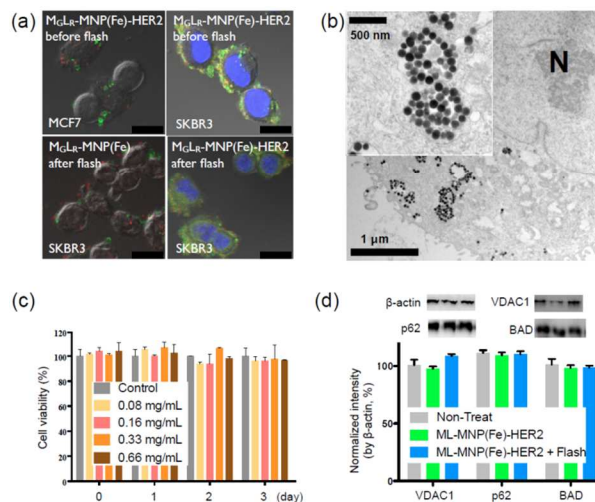 (a)
MGLR-MNP(Fe)-HER2
before flash
MCF7
MGLR-MNP(Fe)-HER2
before flash
SKBR3
MGLR-MNP(Fe)
after flash
SKBR3
MGLR-MNP(Fe)-HER2
after flash
SKBR3
(b)
500 nm
N
1 µm
(c)
Cell viability (%)
120
100
80
60
40
20
0
Control
0.08 mg/mL
0.16 mg/mL
0.33 mg/mL
0.66 mg/mL
0 1 2 3 (day)
(d)
β-actin
VDAC1
p62
BAD
Normalized intensity
(by β-actin, %)
100
50
0
Non-Treat
ML-MNP(Fe)-HER2
ML-MNP(Fe)-HER2 + Flash
VDAC1 p62 BAD